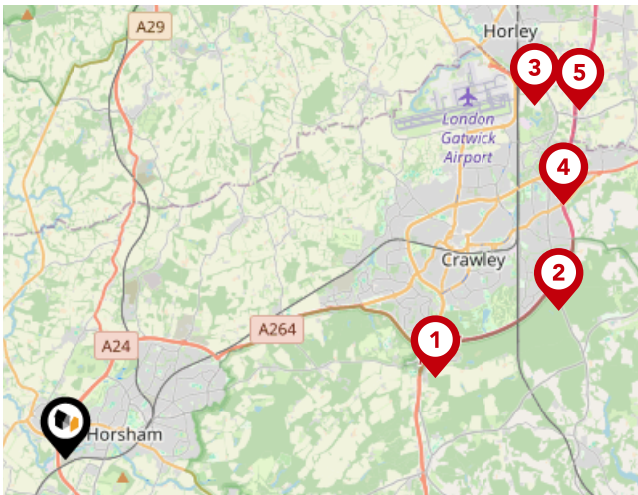 A29
Horley
3
5
London
Gatwick
Airport
4
Crawley
2
A264
1
A24
Horsham